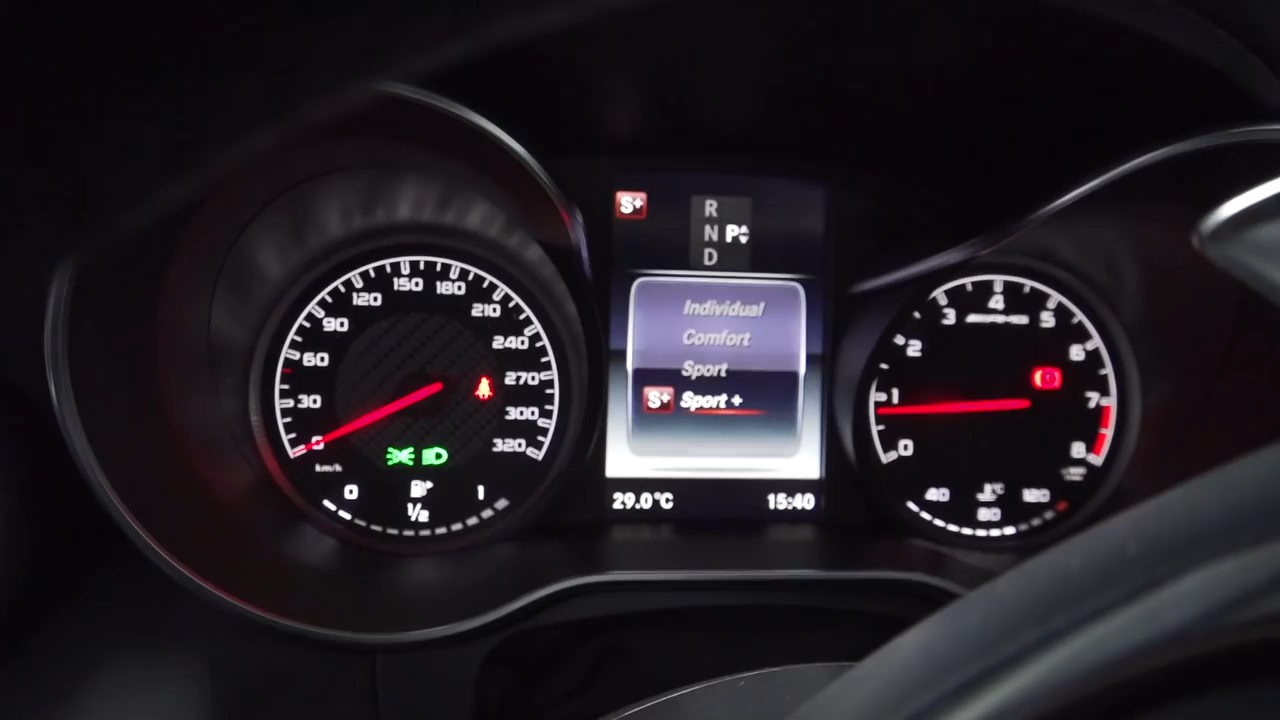 S+
R
N P
D
Individual
Comfort
Sport
S+ Sport +
29.0°C 15:40
0
30
60
90
120
150
180
210
240
270
300
320
km/h
0 1/2 1
0
1
2
3
4
5
6
7
8
AMG
40 80 °C 120